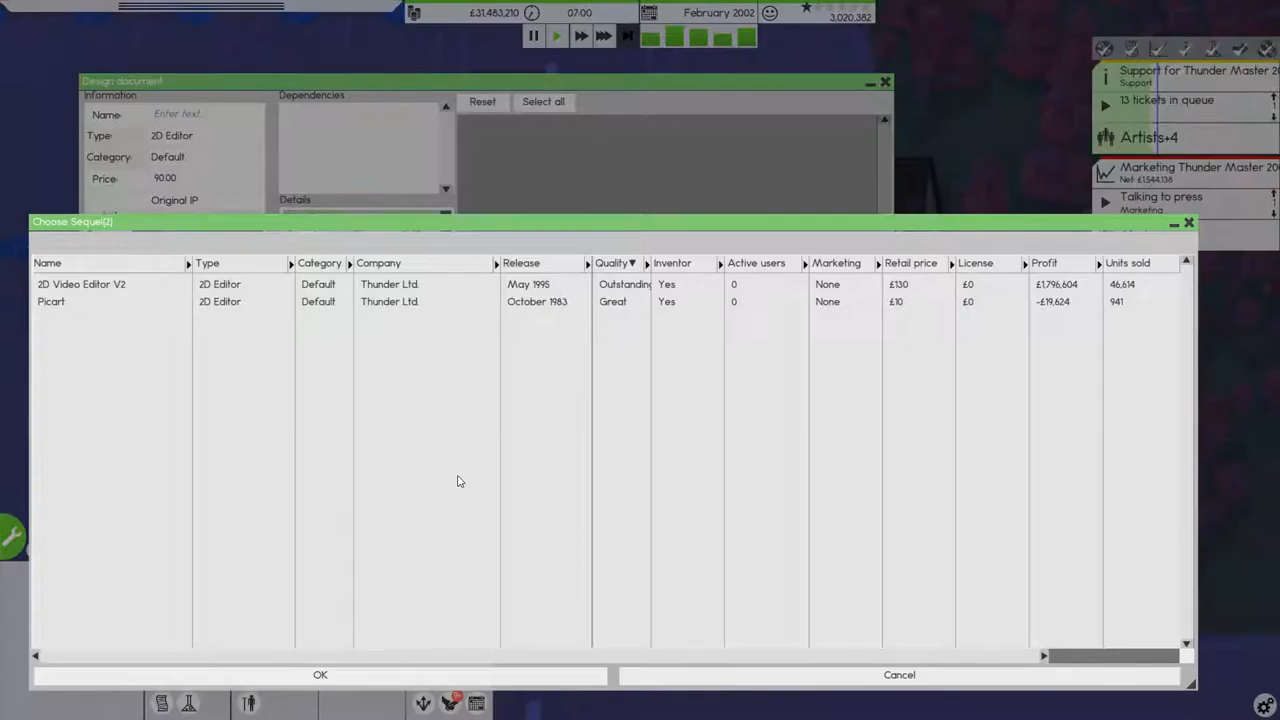 £31,483,210 07:00 February 2002 3,020,382
Design document
Information Dependencies Reset Select all
Name: Enter text.
Type: 2D Editor
Category: Default
Price: 90.00
Original IP
Details
Support for Thunder Master 20
Support
13 tickets in queue
Artists+4
Marketing Thunder Master 20
Net: £1,544,138
Talking to press
Marketing
Choose Sequel(2)
Name Type Category Company Release Quality▼ Inventor Active users Marketing Retail price License Profit Units sold
2D Video Editor V2 2D Editor Default Thunder Ltd. May 1995 Outstanding Yes 0 None £130 £0 £1,796,604 46,614
Picart 2D Editor Default Thunder Ltd. October 1983 Great Yes 0 None £10 £0 -£19,624 941
OK Cancel